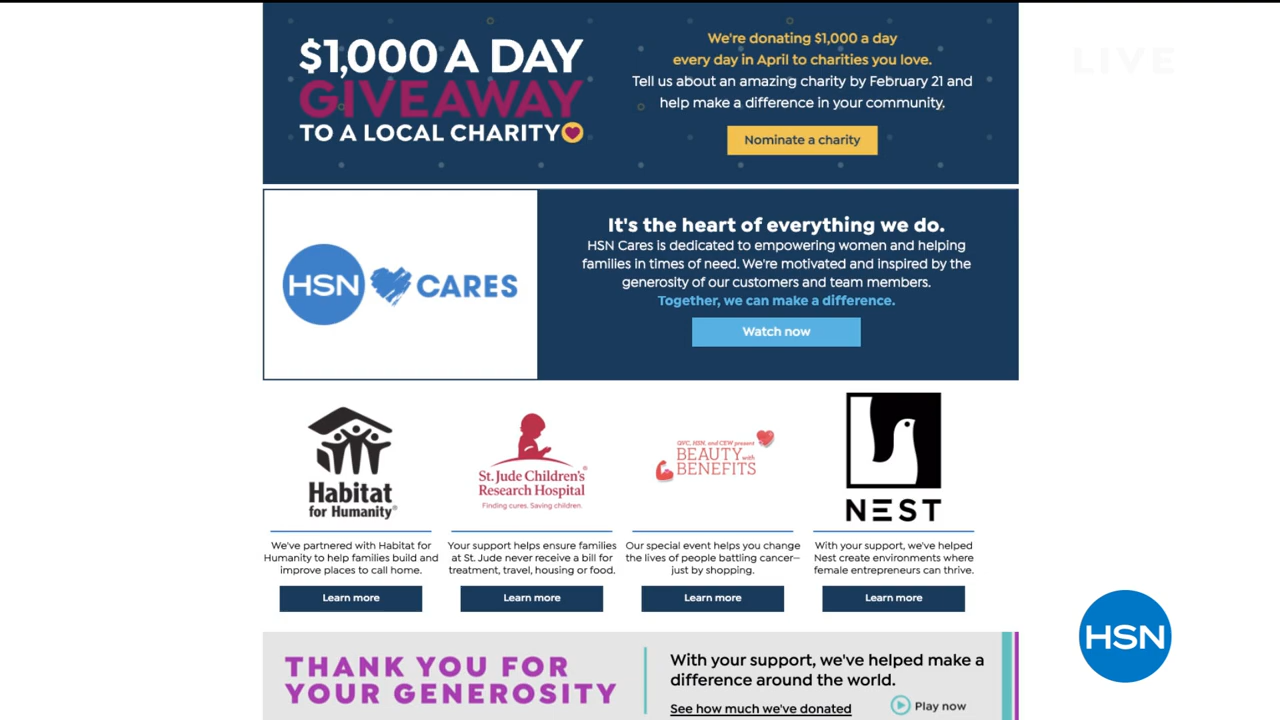 $1,000 A DAY
GIVEAWAY
TO A LOCAL CHARITY
We're donating $1,000 a day
every day in April to charities you love.
Tell us about an amazing charity by February 21 and
help make a difference in your community.
Nominate a charity
LIVE
HSN CARES
It's the heart of everything we do.
HSN Cares is dedicated to empowering women and helping
families in times of need. We're motivated and inspired by the
generosity of our customers and team members.
Together, we can make a difference.
Watch now
Habitat
for Humanity®
We've partnered with Habitat for
Humanity to help families build and
improve places to call home.
Learn more
St. Jude Children's
Research Hospital
Finding cures. Saving children.
Your support helps ensure families
at St. Jude never receive a bill for
treatment, travel, housing or food.
Learn more
QVC, HSN, and CEW present
BEAUTY with
BENEFITS
Our special event helps you change
the lives of people battling cancer—
just by shopping.
Learn more
NEST
With your support, we've helped
Nest create environments where
female entrepreneurs can thrive.
Learn more
HSN
THANK YOU FOR
YOUR GENEROSITY
With your support, we've helped make a
difference around the world.
See how much we've donated
Play now